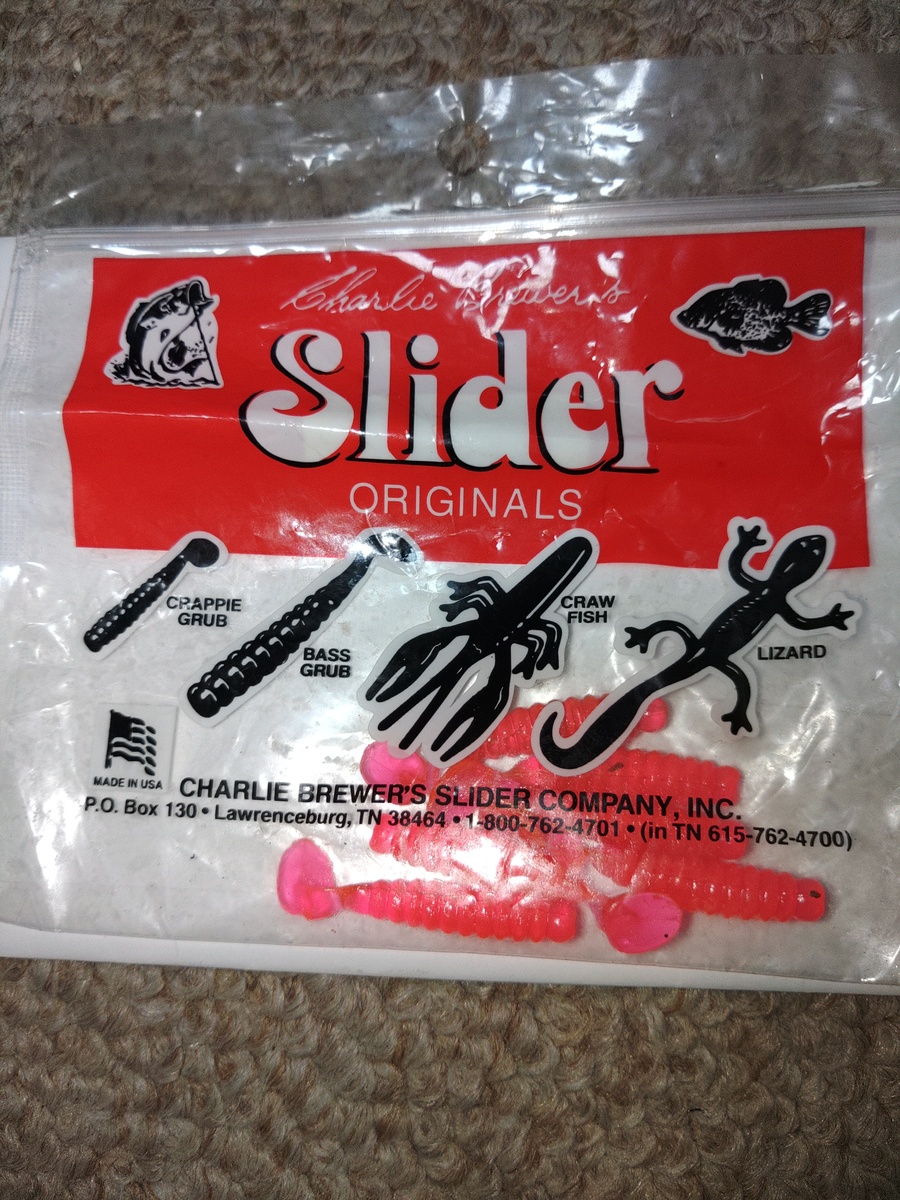 Charlie Brewer's
Slider
ORIGINALS
CRAPPIE
GRUB
BASS
GRUB
CRAW
FISH
LIZARD
MADE IN USA
CHARLIE BREWER'S SLIDER COMPANY, INC.
P.O. Box 130 • Lawrenceburg, TN 38464 • 1-800-762-4701 • (in TN 615-762-4700)